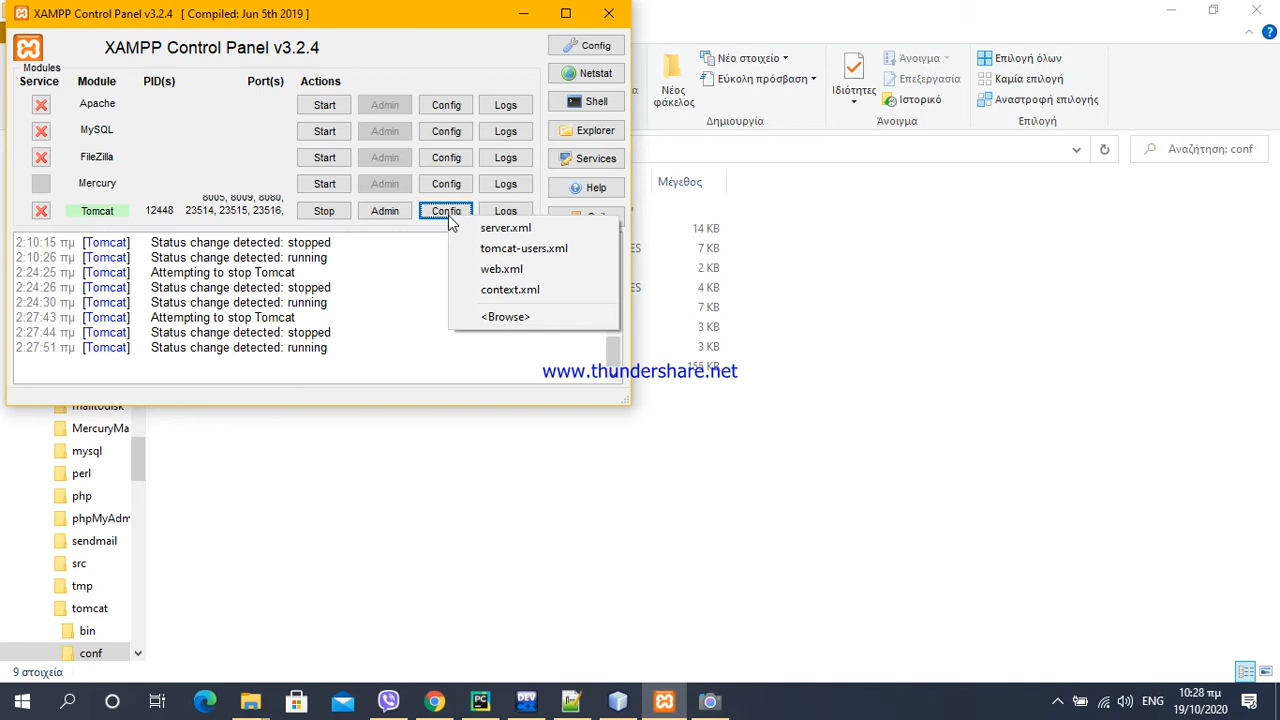 XAMPP Control Panel v3.2.4 [ Compiled: Jun 5th 2019 ]
XAMPP Control Panel v3.2.4
Config
Modules
Service Module PID(s) Port(s) Actions
Netstat
Apache Start Admin Config Logs
Shell
MySQL Start Admin Config Logs
Explorer
FileZilla Start Admin Config Logs
Services
Mercury Start Admin Config Logs
Help
8005, 8009, 8080,
Tomcat 12448 23514, 23515, 23516, Stop Admin Config Logs
server.xml
tomcat-users.xml
web.xml
context.xml
<Browse>
2:10:15 πμ [Tomcat] Status change detected: stopped
2:10:26 πμ [Tomcat] Status change detected: running
2:24:25 πμ [Tomcat] Attempting to stop Tomcat
2:24:26 πμ [Tomcat] Status change detected: stopped
2:24:30 πμ [Tomcat] Status change detected: running
2:27:43 πμ [Tomcat] Attempting to stop Tomcat
2:27:44 πμ [Tomcat] Status change detected: stopped
2:27:51 πμ [Tomcat] Status change detected: running
Νέος
φάκελος
Νέο στοιχείο
Εύκολη πρόσβαση
Δημιουργία
Ιδιότητες
Άνοιγμα
Επεξεργασία
Ιστορικό
Άνοιγμα
Επιλογή όλων
Καμία επιλογή
Αναστροφή επιλογής
Επιλογή
Αναζήτηση: conf
Μέγεθος
14 KB
ES 7 KB
2 KB
ES 4 KB
7 KB
3 KB
3 KB
155 KB
www.thundershare.net
mailtodisk
MercuryMa
mysql
perl
php
phpMyAdm
sendmail
src
tmp
tomcat
bin
conf
9 στοιχεία
ENG
10:28 πμ
19/10/2020
PC
DEV